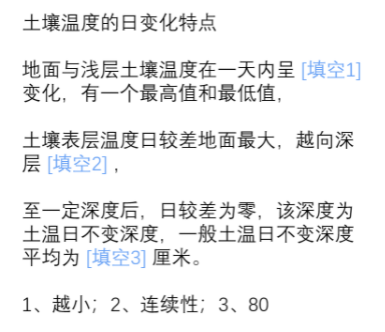 土壤温度的日变化特点
地面与浅层土壤温度在一天内呈 [填空1]
变化，有一个最高值和最低值，
土壤表层温度日较差地面最大，越向深
层 [填空2] ，
至一定深度后，日较差为零，该深度为
土温日不变深度，一般土温日不变深度
平均为 [填空3] 厘米。
1、越小；2、连续性；3、80